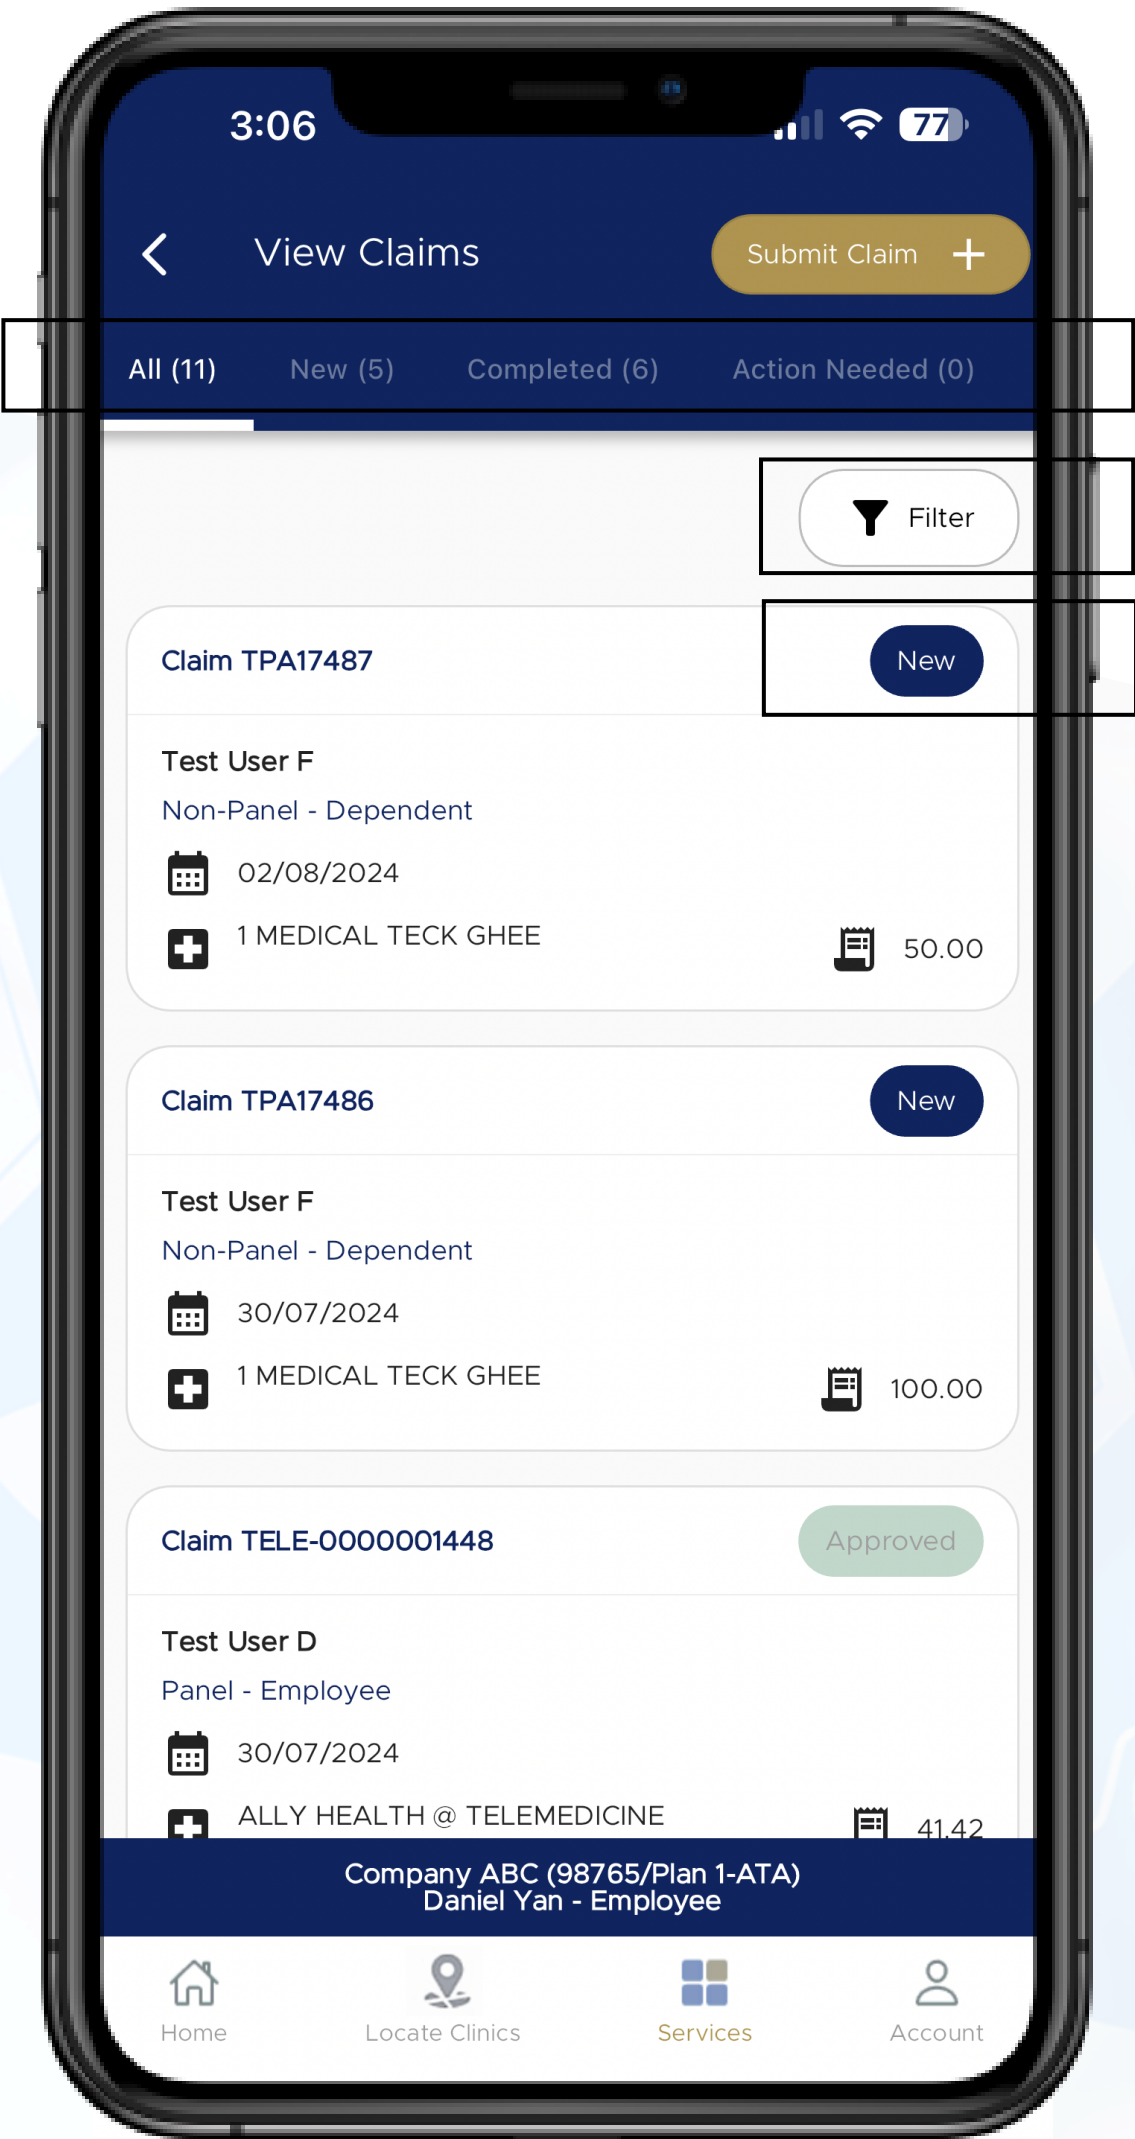 3:06
77
View Claims
Submit Claim +
All (11) New (5) Completed (6) Action Needed (0)
Filter
Claim TPA17487 New
Test User F
Non-Panel - Dependent
02/08/2024
1 MEDICAL TECK GHEE 50.00
Claim TPA17486 New
Test User F
Non-Panel - Dependent
30/07/2024
1 MEDICAL TECK GHEE 100.00
Claim TELE-0000001448 Approved
Test User D
Panel - Employee
30/07/2024
ALLY HEALTH @ TELEMEDICINE 41.42
Company ABC (98765/Plan 1-ATA)
Daniel Yan - Employee
Home Locate Clinics Services Account